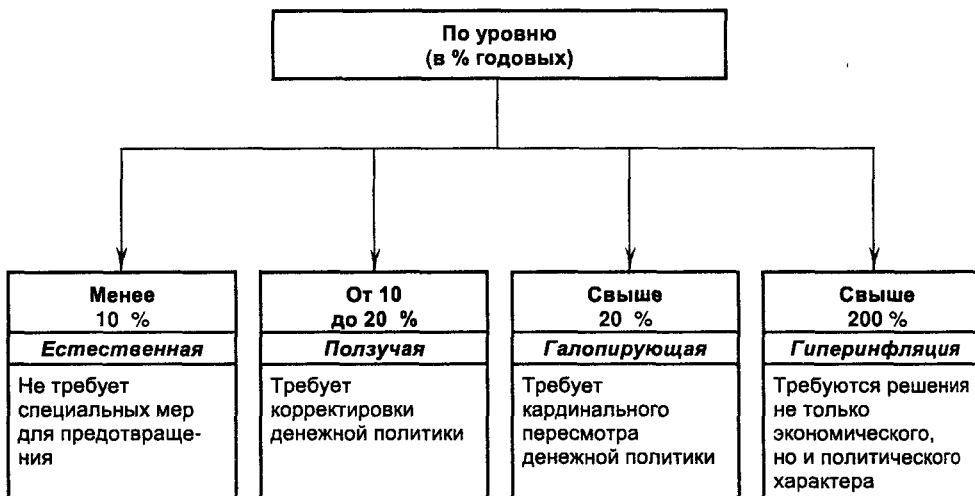 По уровню
(в % годовых)
Менее
10 %
Естественная
Не требует
специальных мер
для предотвраще-
ния
От 10
до 20 %
Ползучая
Требует
корректировки
денежной политики
Свыше
20 %
Галопирующая
Требует
кардинального
пересмотра
денежной политики
Свыше
200 %
Гиперинфляция
Требуются решения
не только
экономического,
но и политического
характера